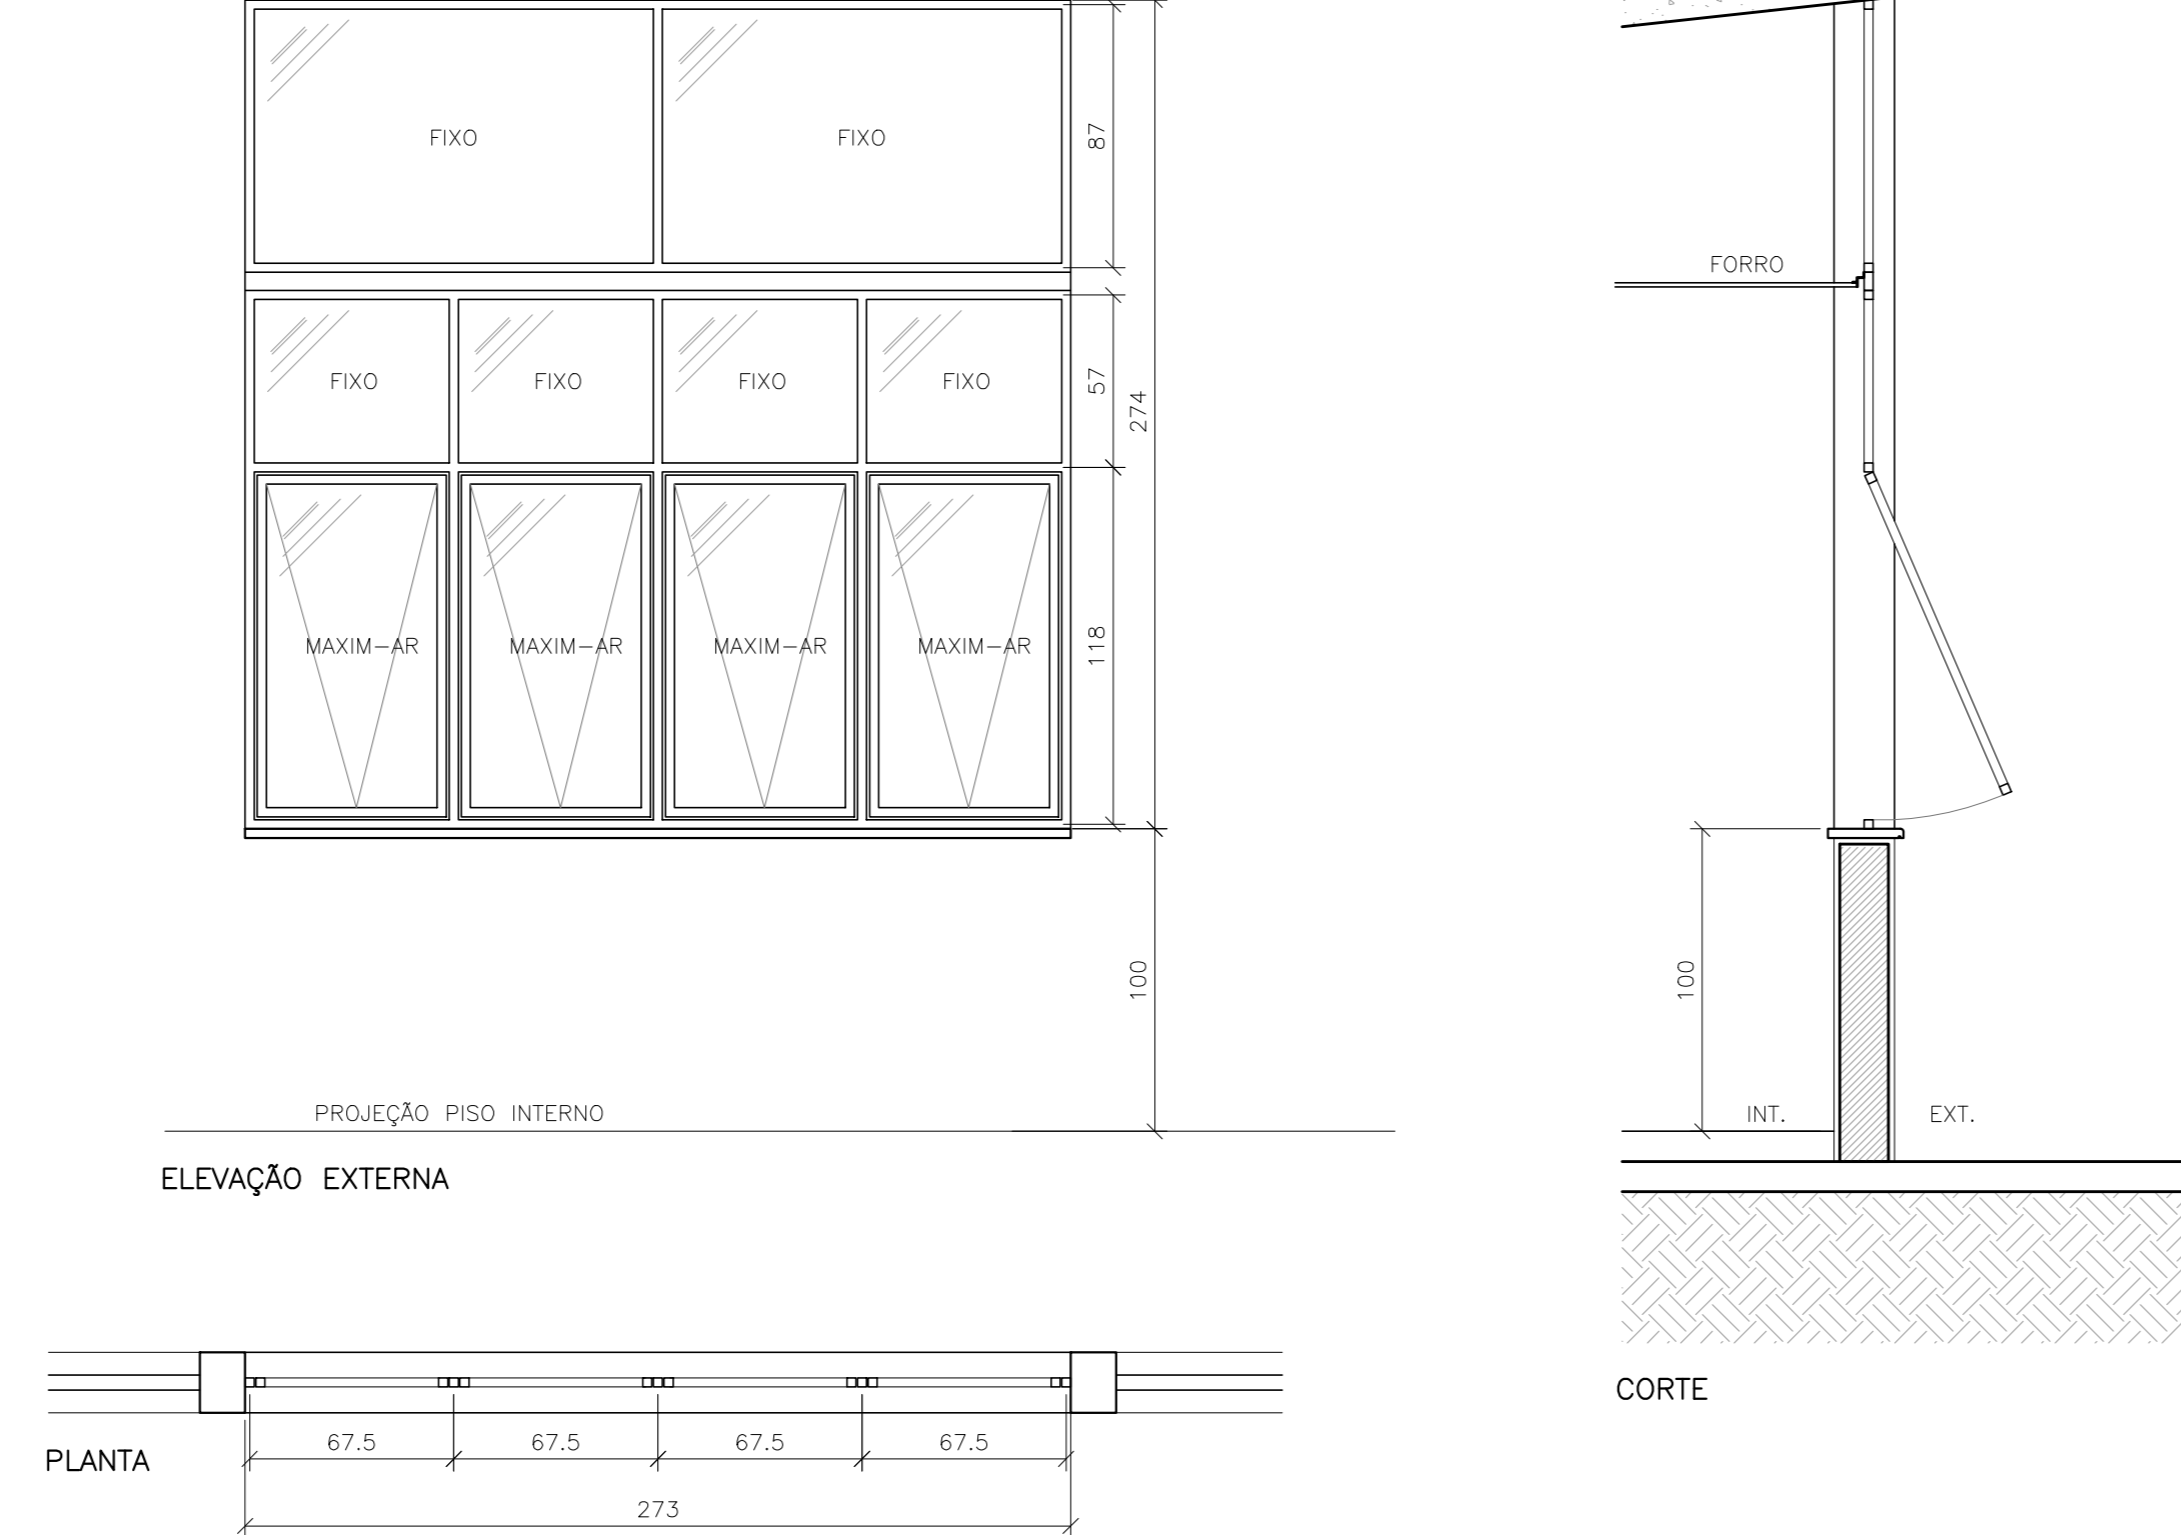 FIXO FIXO
87
FIXO FIXO FIXO FIXO
57
274
MAXIM-AR MAXIM-AR MAXIM-AR MAXIM-AR
118
100
PROJEÇÃO PISO INTERNO
ELEVAÇÃO EXTERNA
FORRO
100
INT. EXT.
CORTE
67.5 67.5 67.5 67.5
PLANTA
273